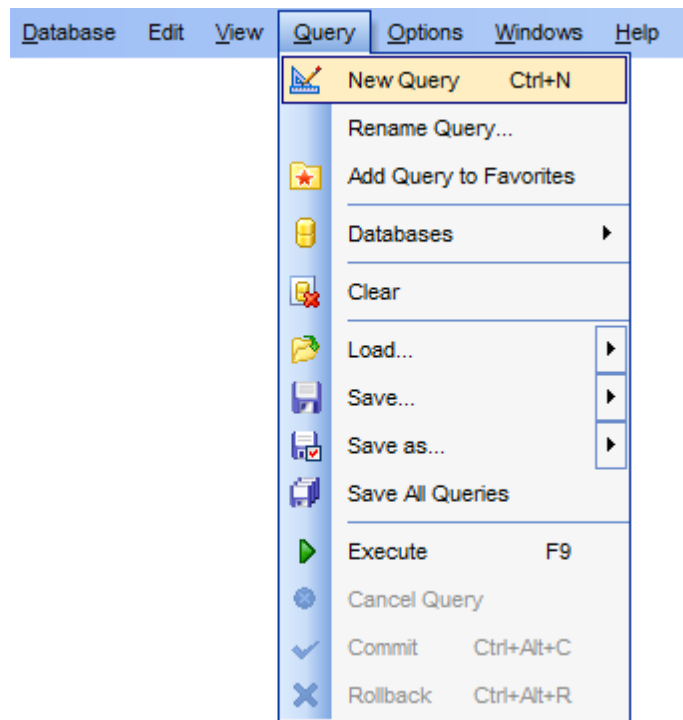 Database Edit View Query Options Windows Help
New Query Ctrl+N
Rename Query...
Add Query to Favorites
Databases
Clear
Load...
Save...
Save as...
Save All Queries
Execute F9
Cancel Query
Commit Ctrl+Alt+C
Rollback Ctrl+Alt+R